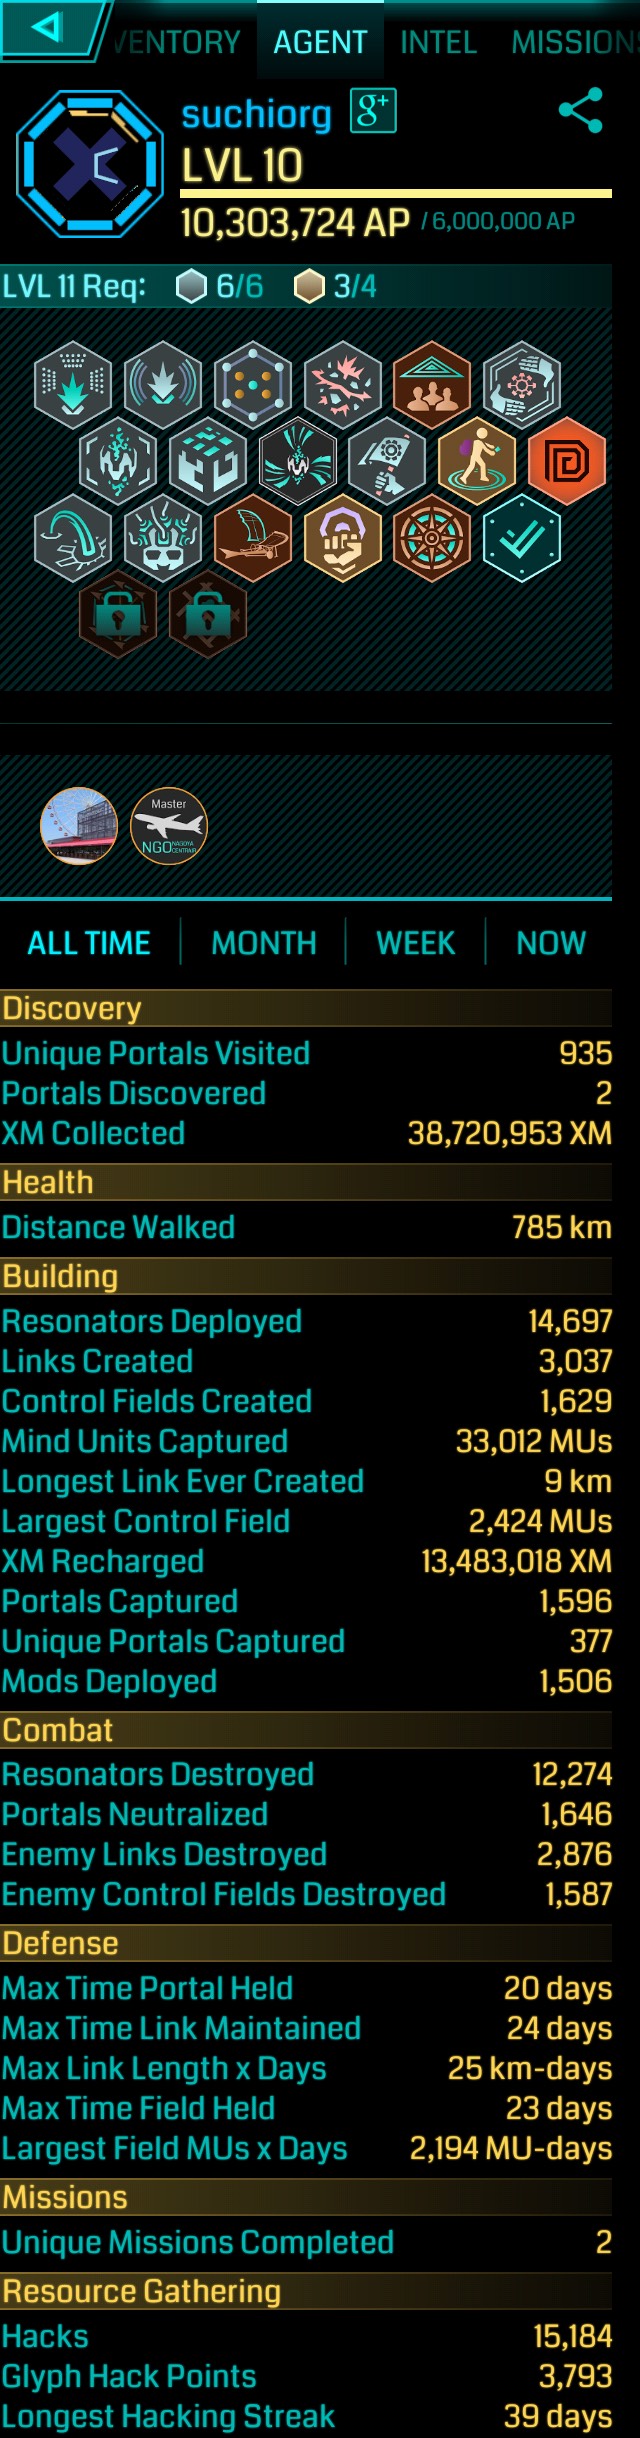 VENTORY AGENT INTEL MISSIONS
suchiorg g+
LVL 10
10,303,724 AP / 6,000,000 AP
LVL 11 Req: 6/6 3/4
Master
NGO NAGOYA CENTRAIR
ALL TIME MONTH WEEK NOW
Discovery
Unique Portals Visited 935
Portals Discovered 2
XM Collected 38,720,953 XM
Health
Distance Walked 785 km
Building
Resonators Deployed 14,697
Links Created 3,037
Control Fields Created 1,629
Mind Units Captured 33,012 MUs
Longest Link Ever Created 9 km
Largest Control Field 2,424 MUs
XM Recharged 13,483,018 XM
Portals Captured 1,596
Unique Portals Captured 377
Mods Deployed 1,506
Combat
Resonators Destroyed 12,274
Portals Neutralized 1,646
Enemy Links Destroyed 2,876
Enemy Control Fields Destroyed 1,587
Defense
Max Time Portal Held 20 days
Max Time Link Maintained 24 days
Max Link Length x Days 25 km-days
Max Time Field Held 23 days
Largest Field MUs x Days 2,194 MU-days
Missions
Unique Missions Completed 2
Resource Gathering
Hacks 15,184
Glyph Hack Points 3,793
Longest Hacking Streak 39 days